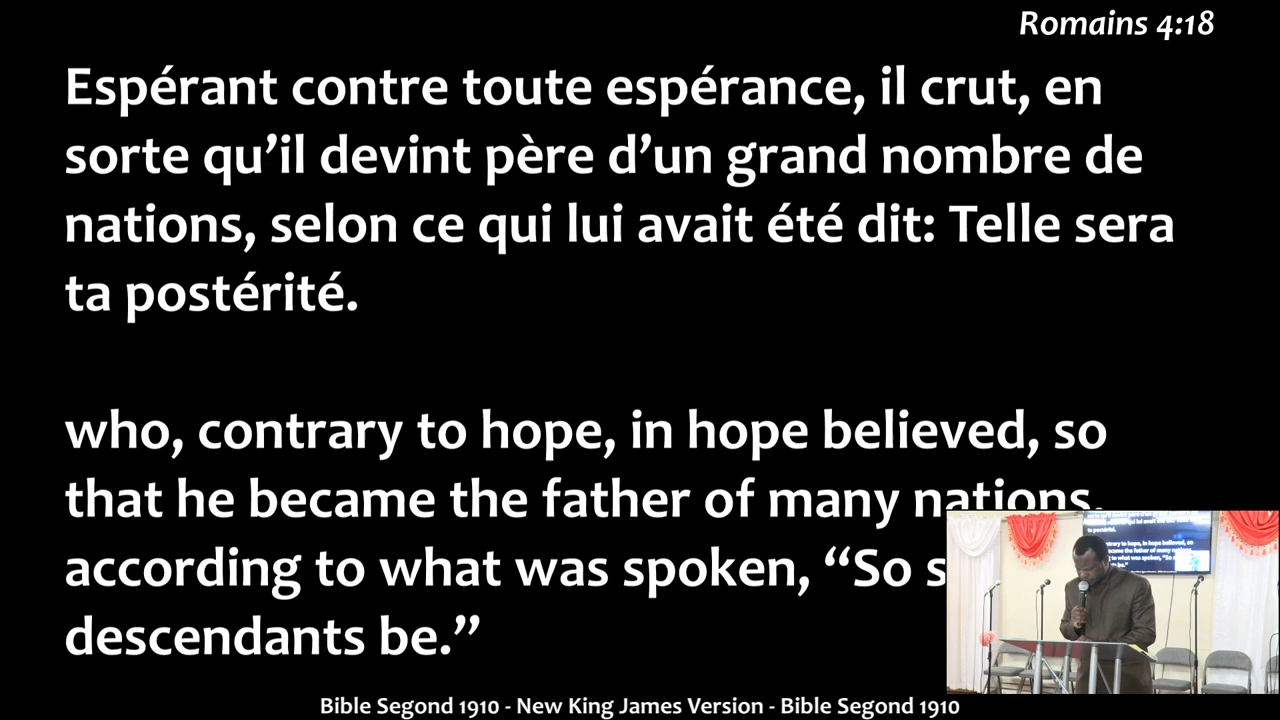 Romains 4:18
Espérant contre toute espérance, il crut, en
sorte qu’il devint père d’un grand nombre de
nations, selon ce qui lui avait été dit: Telle sera
ta postérité.
who, contrary to hope, in hope believed, so
that he became the father of many nations,
according to what was spoken, “So s
descendants be.”
Bible Segond 1910 - New King James Version - Bible Segond 1910